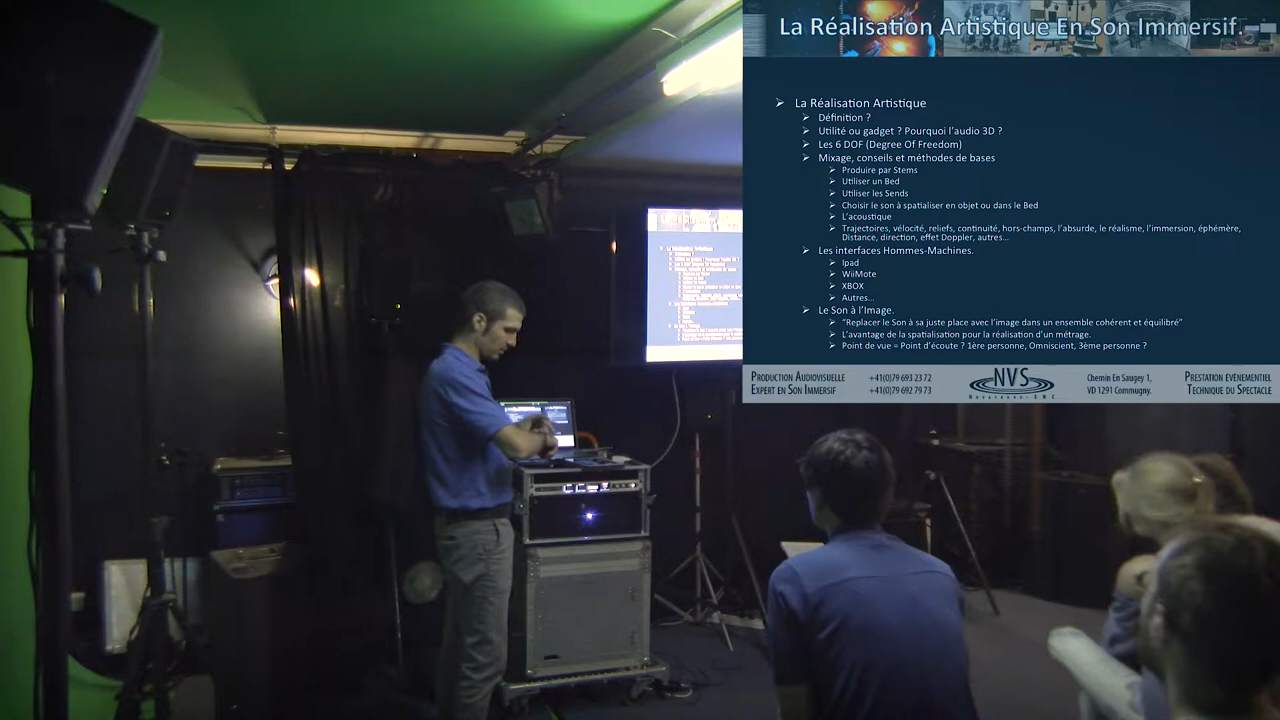 La Réalisation Artistique En Son Immersif.
La Réalisation Artistique
Définition ?
Utilité ou gadget ? Pourquoi l'audio 3D ?
Les 6 DOF (Degree Of Freedom)
Mixage, conseils et méthodes de bases
Produire par Stems
Utiliser un Bed
Utiliser les Sends
Choisir le son à spatialiser en objet ou dans le Bed
L'acoustique
Trajectoires, vélocité, reliefs, continuité, hors-champs, l'absurde, le réalisme, l'immersion, éphémère,
Distance, direction, effet Doppler, autres...
Les interfaces Hommes-Machines.
Ipad
WiiMote
XBOX
Autres...
Le Son à l'Image.
"Replacer le Son à sa juste place avec l'image dans un ensemble cohérent et équilibré"
L'avantage de la spatialisation pour la réalisation d'un métrage.
Point de vue = Point d'écoute ? 1ère personne, Omniscient, 3ème personne ?
Production Audiovisuelle
Expert en Son Immersif
+41(0)79 693 23 72
+41(0)79 692 79 73
NVS
Novasouns-SNC
Chemin En Saugey 1,
VD 1291 Commugny.
Prestation événementiel
Technique du Spectacle